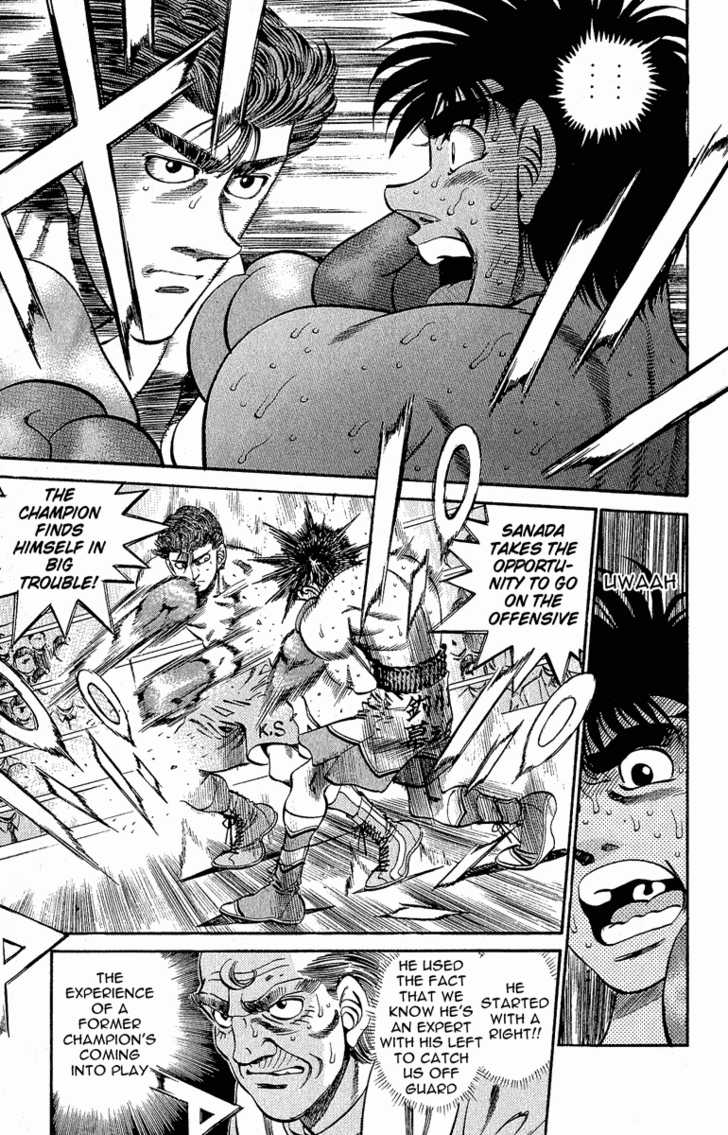 SANADA
TAKES THE
OPPORTU-
NITY TO GO
ON THE
OFFENSIVE
THE
CHAMPION
FINDS
HIMSELF IN
BIG
TROUBLE!
K.S
UWAAH
HE
STARTED
WITH A
RIGHT!!
HE USED
THE FACT
THAT WE
KNOW HE'S
AN EXPERT
WITH HIS LEFT
TO CATCH
US OFF
GUARD
THE
EXPERIENCE
OF A
FORMER
CHAMPION'S
COMING
INTO PLAY